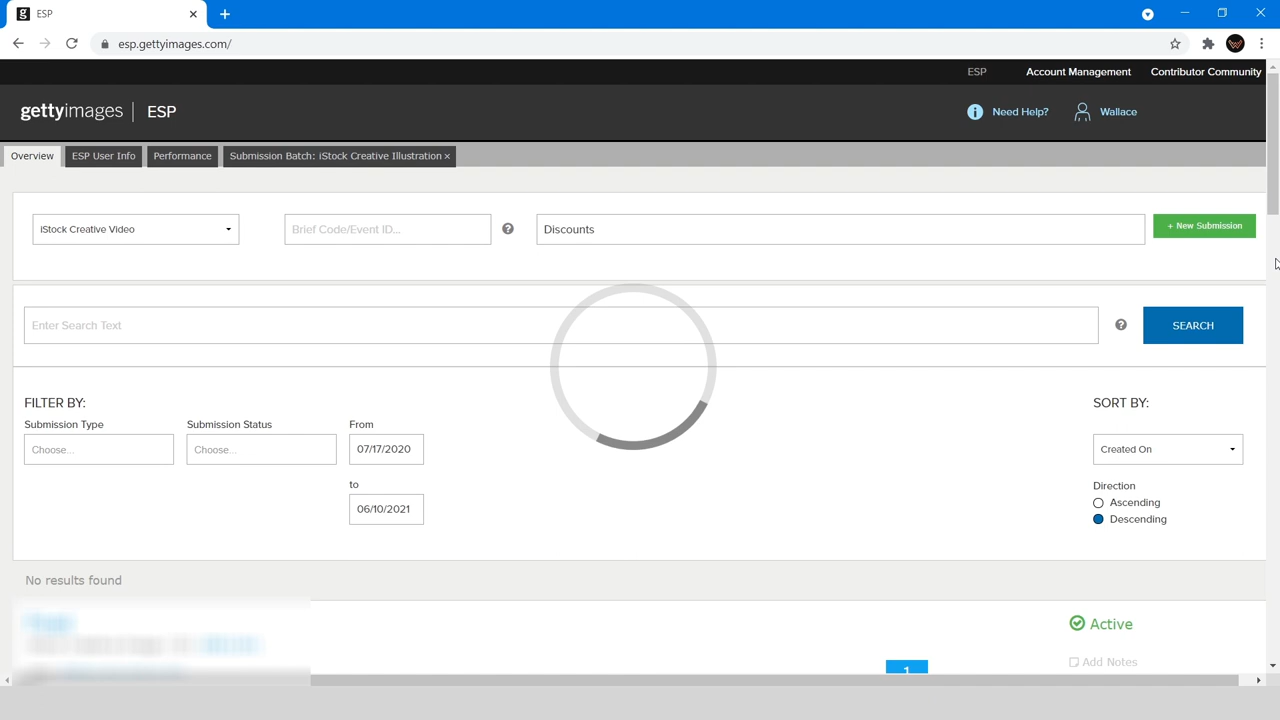 ESP
esp.gettyimages.com/
ESP Account Management Contributor Community
gettyimages ESP
Need Help? Wallace
Overview ESP User Info Performance Submission Batch: iStock Creative Illustration ×
iStock Creative Video Brief Code/Event ID... Discounts + New Submission
Enter Search Text SEARCH
FILTER BY: SORT BY:
Submission Type Submission Status From
Choose... Choose... 07/17/2020 Created On
to Direction
Ascending
06/10/2021
Descending
No results found
Active
Add Notes
1